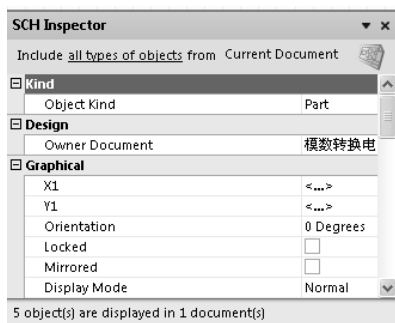 SCH Inspector
Include all types of objects from Current Document
Kind
Object Kind Part
Design
Owner Document 模数转换电
Graphical
X1 <...>
Y1 <...>
Orientation 0 Degrees
Locked
Mirrored
Display Mode Normal
5 object(s) are displayed in 1 document(s)